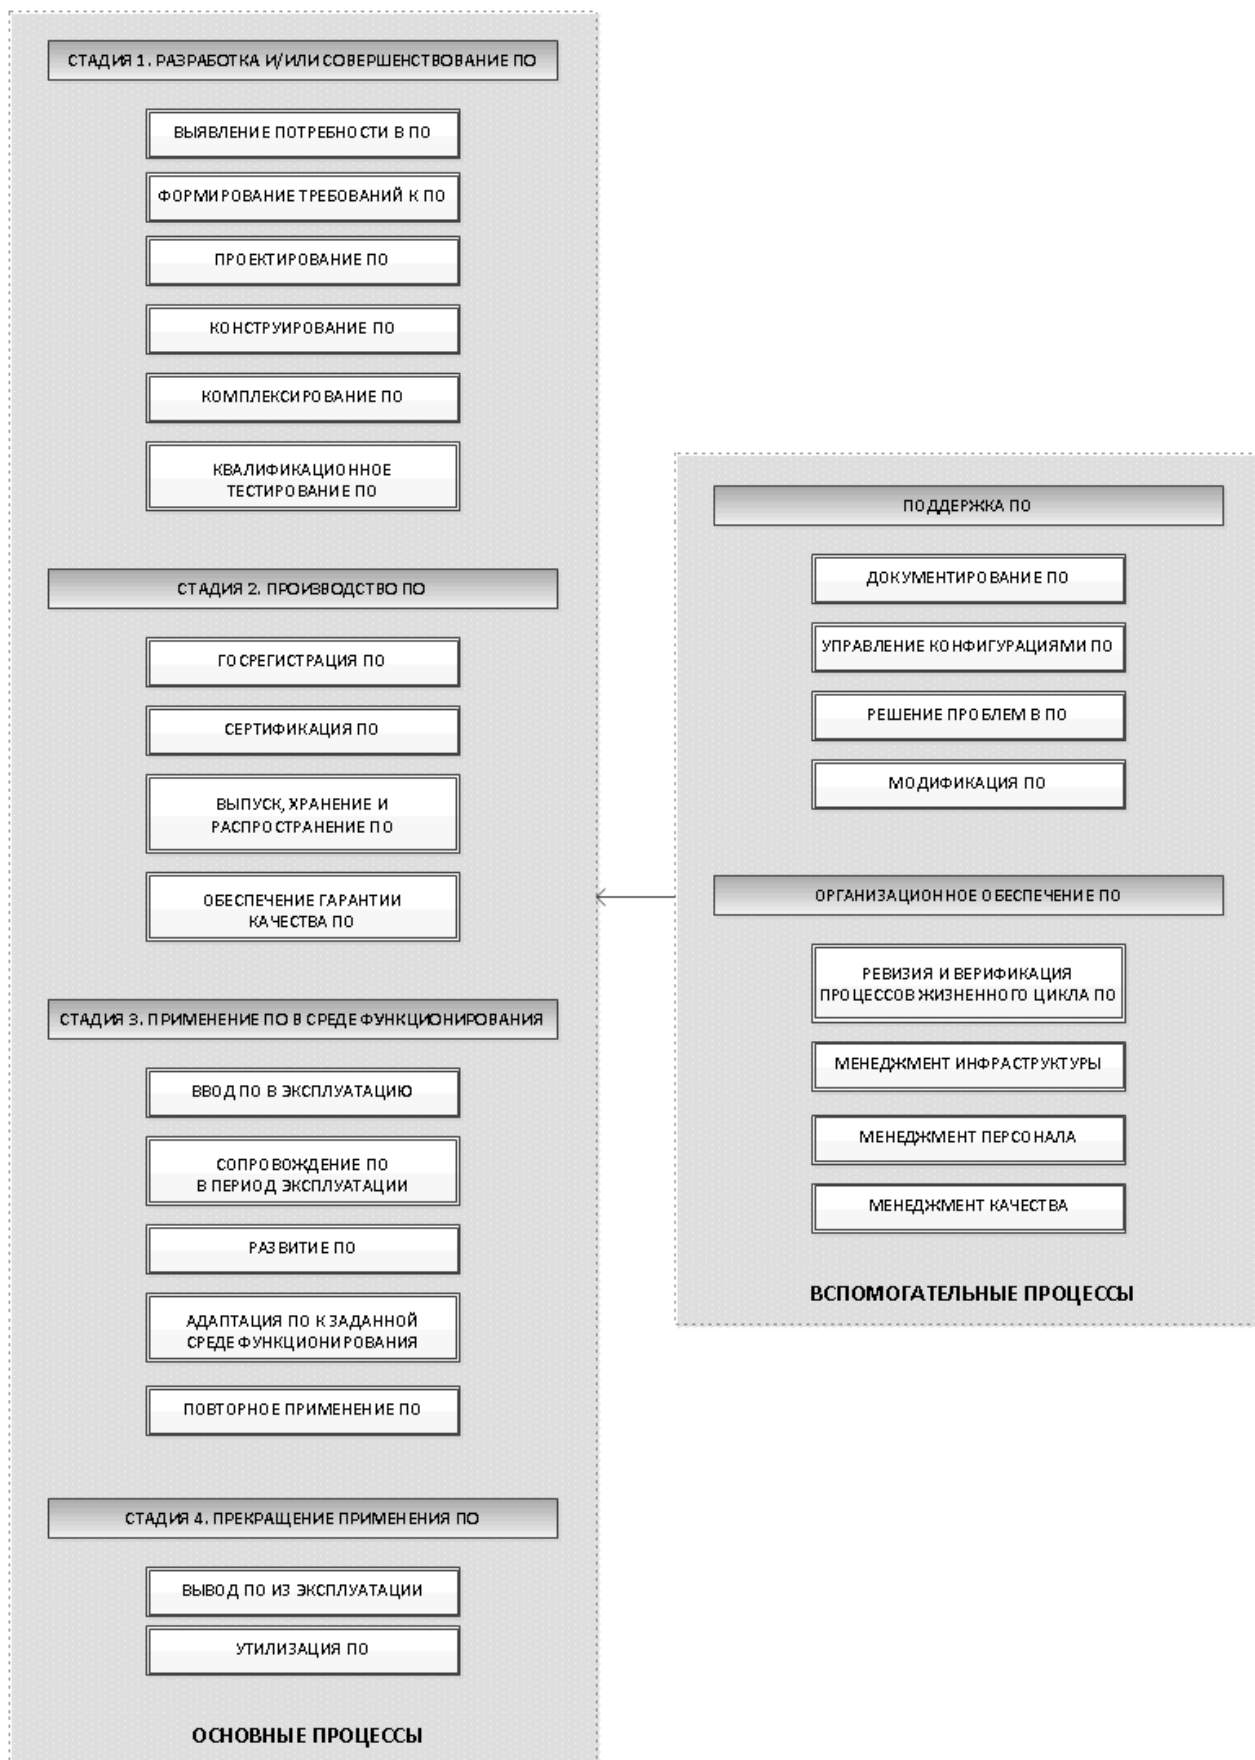 СТАДИЯ 1. РАЗРАБОТКА И/ИЛИ СОВЕРШЕНСТВОВАНИЕ ПО
ВЫЯВЛЕНИЕ ПОТРЕБНОСТИ В ПО
ФОРМИРОВАНИЕ ТРЕБОВАНИЙ К ПО
ПРОЕКТИРОВАНИЕ ПО
КОНСТРУИРОВАНИЕ ПО
КОМПЛЕКСИРОВАНИЕ ПО
КВАЛИФИКАЦИОННОЕ
ТЕСТИРОВАНИЕ ПО
СТАДИЯ 2. ПРОИЗВОДСТВО ПО
ГОСРЕГИСТРАЦИЯ ПО
СЕРТИФИКАЦИЯ ПО
ВЫПУСК, ХРАНЕНИЕ И
РАСПРОСТРАНЕНИЕ ПО
ОБЕСПЕЧЕНИЕ ГАРАНТИИ
КАЧЕСТВА ПО
СТАДИЯ 3. ПРИМЕНЕНИЕ ПО В СРЕДЕ ФУНКЦИОНИРОВАНИЯ
ВВОД ПО В ЭКСПЛУАТАЦИЮ
СОПРОВОЖДЕНИЕ ПО
В ПЕРИОД ЭКСПЛУАТАЦИИ
РАЗВИТИЕ ПО
АДАПТАЦИЯ ПО К ЗАДАННОЙ
СРЕДЕ ФУНКЦИОНИРОВАНИЯ
ПОВТОРНОЕ ПРИМЕНЕНИЕ ПО
СТАДИЯ 4. ПРЕКРАЩЕНИЕ ПРИМЕНЕНИЯ ПО
ВЫВОД ПО ИЗ ЭКСПЛУАТАЦИИ
УТИЛИЗАЦИЯ ПО
ОСНОВНЫЕ ПРОЦЕССЫ
ПОДДЕРЖКА ПО
ДОКУМЕНТИРОВАНИЕ ПО
УПРАВЛЕНИЕ КОНФИГУРАЦИЯМИ ПО
РЕШЕНИЕ ПРОБЛЕМ В ПО
МОДИФИКАЦИЯ ПО
ОРГАНИЗАЦИОННОЕ ОБЕСПЕЧЕНИЕ ПО
РЕВИЗИЯ И ВЕРИФИКАЦИЯ
ПРОЦЕССОВ ЖИЗНЕННОГО ЦИКЛА ПО
МЕНЕДЖМЕНТ ИНФРАСТРУКТУРЫ
МЕНЕДЖМЕНТ ПЕРСОНАЛА
МЕНЕДЖМЕНТ КАЧЕСТВА
ВСПОМОГАТЕЛЬНЫЕ ПРОЦЕССЫ